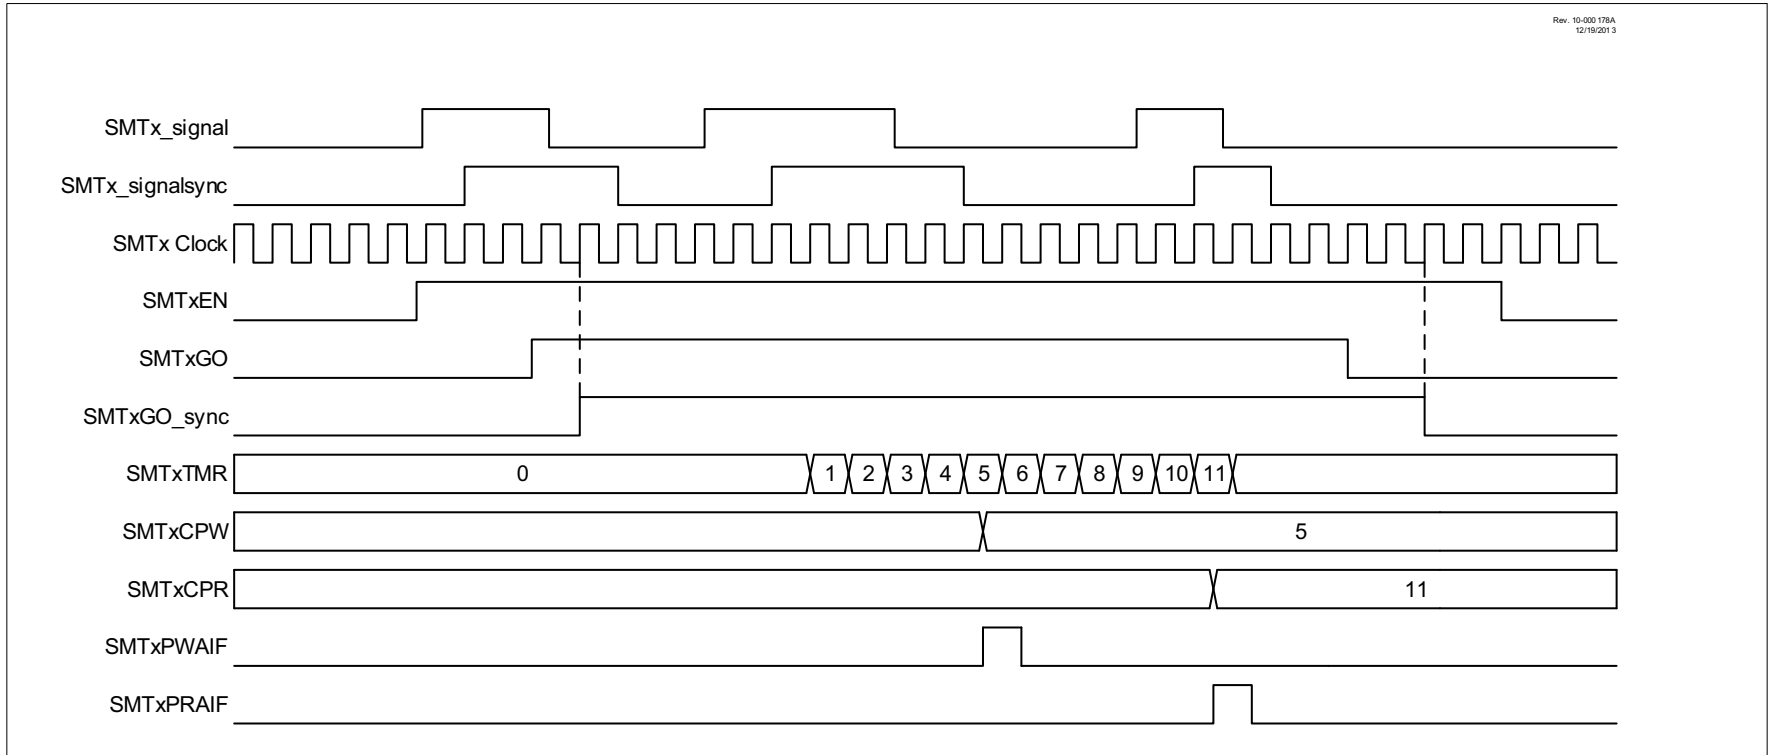 Rev. 10-000 178A
12/19/201 3
SMTx_signal
SMTx_signalsync
SMTx Clock
SMTxEN
SMTxGO
SMTxGO_sync
SMTxTMR 0 1 2 3 4 5 6 7 8 9 10 11
SMTxCPW 5
SMTxCPR 11
SMTxPWAIF
SMTxPRAIF